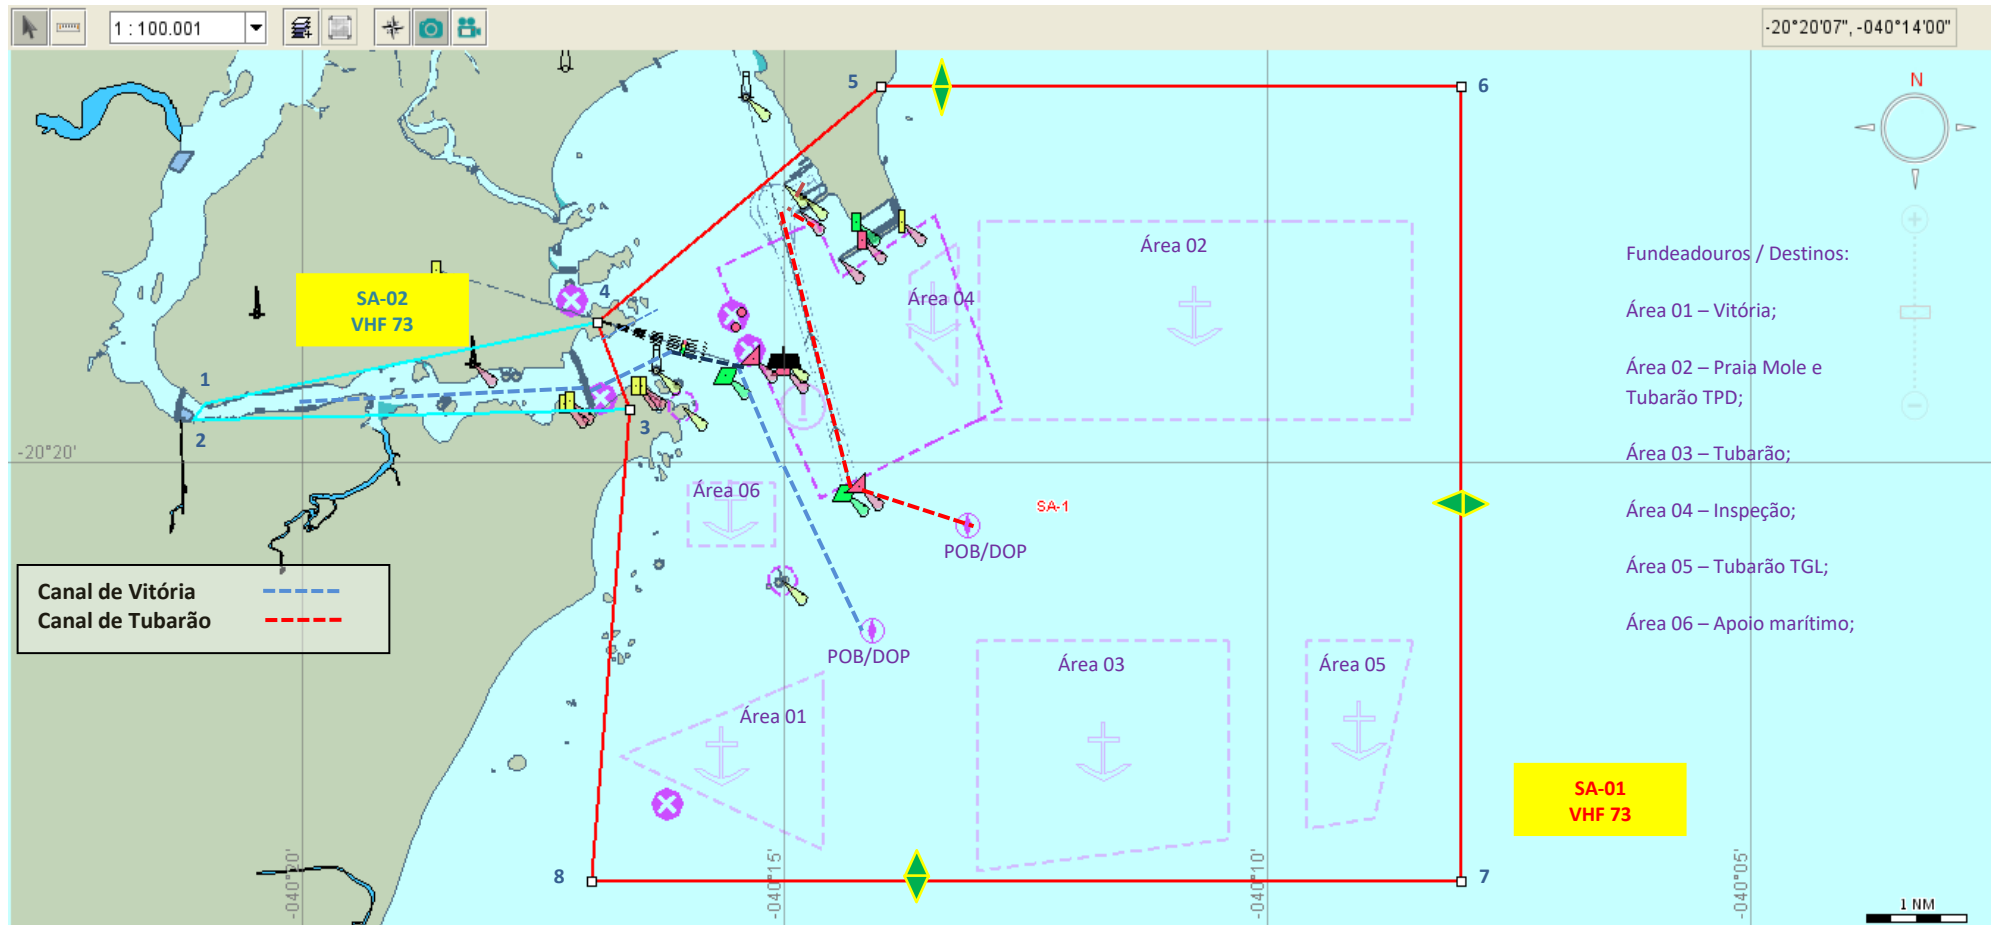 1 : 100.001
-20°20'07", -040°14'00"
N
5
6
Área 02
Fundeadouros / Destinos:
SA-02
VHF 73
4
Área 04
Área 01 – Vitória;
Área 02 – Praia Mole e
Tubarão TPD;
1
2
3
-20°20'
Área 03 – Tubarão;
Área 06
SA-1
Área 04 – Inspeção;
POB/DOP
Área 05 – Tubarão TGL;
Canal de Vitória
Canal de Tubarão
Área 06 – Apoio marítimo;
POB/DOP
Área 03
Área 05
Área 01
SA-01
VHF 73
8
7
-040°20'
-040°15'
-040°10'
-040°05'
1 NM